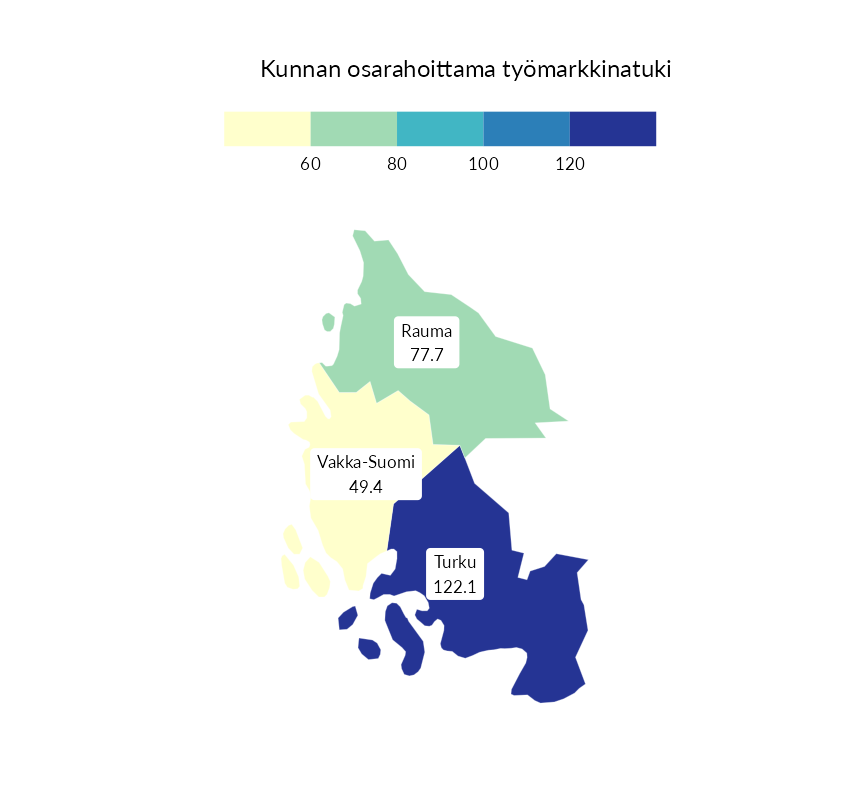 Kunnan osarahoittama työmarkkinatuki
60 80 100 120
Rauma
77.7
Vakka-Suomi
49.4
Turku
122.1